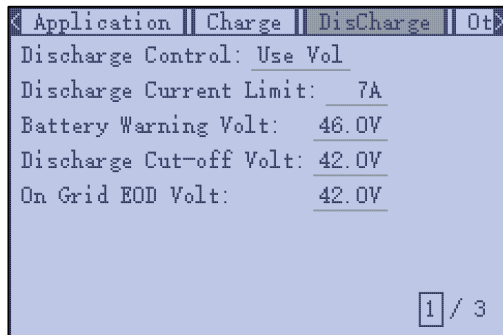 Application Charge DisCharge Ot
Discharge Control: Use Vol
Discharge Current Limit: 7A
Battery Warning Volt: 46.0V
Discharge Cut-off Volt: 42.0V
On Grid EOD Volt: 42.0V
1 / 3